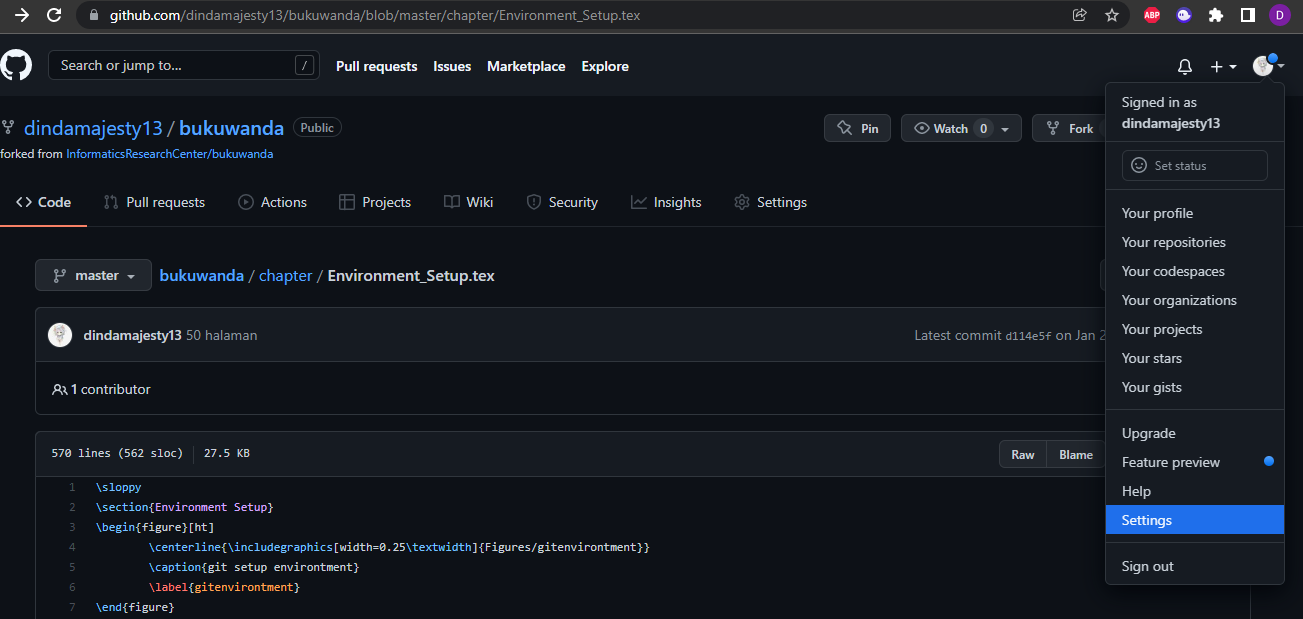 github.com/dindamajesty13/bukuwanda/blob/master/chapter/Environment_Setup.tex
ABP
D
Search or jump to...
/
Pull requests
Issues
Marketplace
Explore
dindamajesty13 / bukuwanda
Public
Pin
Watch 0
Fork
forked from InformaticsResearchCenter/bukuwanda
Code
Pull requests
Actions
Projects
Wiki
Security
Insights
Settings
master
bukuwanda / chapter / Environment_Setup.tex
dindamajesty13 50 halaman
Latest commit d114e5f on Jan 2
1 contributor
570 lines (562 sloc)
27.5 KB
Raw
Blame
1 \sloppy
2 \section{Environment Setup}
3 \begin{figure}[ht]
4 \centerline{\includegraphics[width=0.25\textwidth]{Figures/gitenvirontment}}
5 \caption{git setup environtment}
6 \label{gitenvirontment}
7 \end{figure}
Signed in as
dindamajesty13
Set status
Your profile
Your repositories
Your codespaces
Your organizations
Your projects
Your stars
Your gists
Upgrade
Feature preview
Help
Settings
Sign out